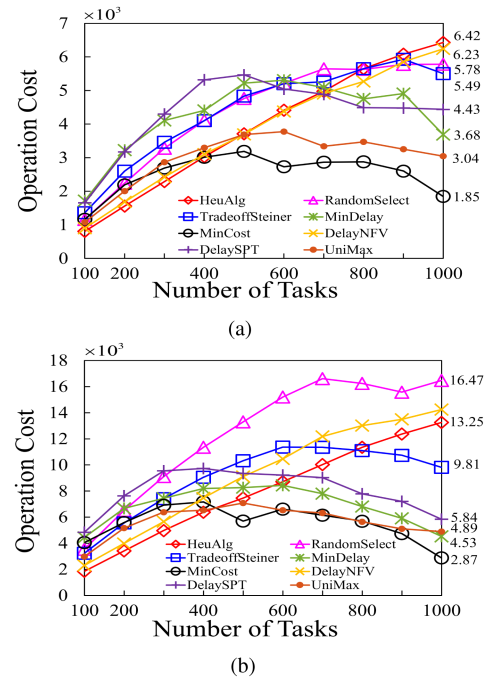 ×10³
7
6
5
4
3
2
1
0
Operation Cost
6.42
6.23
5.78
5.49
4.43
3.68
3.04
1.85
HeuAlg RandomSelect
TradeoffSteiner MinDelay
MinCost DelayNFV
DelaySPT UniMax
100 200 400 600 800 1000
Number of Tasks
(a)
×10³
18
16
14
12
10
8
6
4
2
0
Operation Cost
16.47
13.25
9.81
5.84
4.89
4.53
2.87
HeuAlg RandomSelect
TradeoffSteiner MinDelay
MinCost DelayNFV
DelaySPT UniMax
100 200 400 600 800 1000
Number of Tasks
(b)